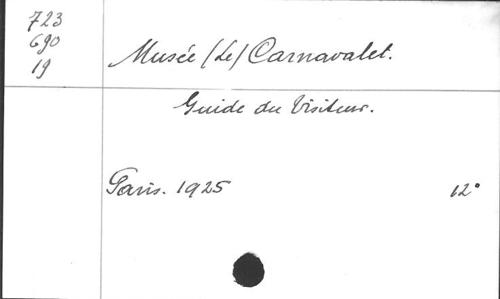 723
690
19
Musée (Le) Carnavalet.
Guide du Visiteur.
Paris. 1925 12°